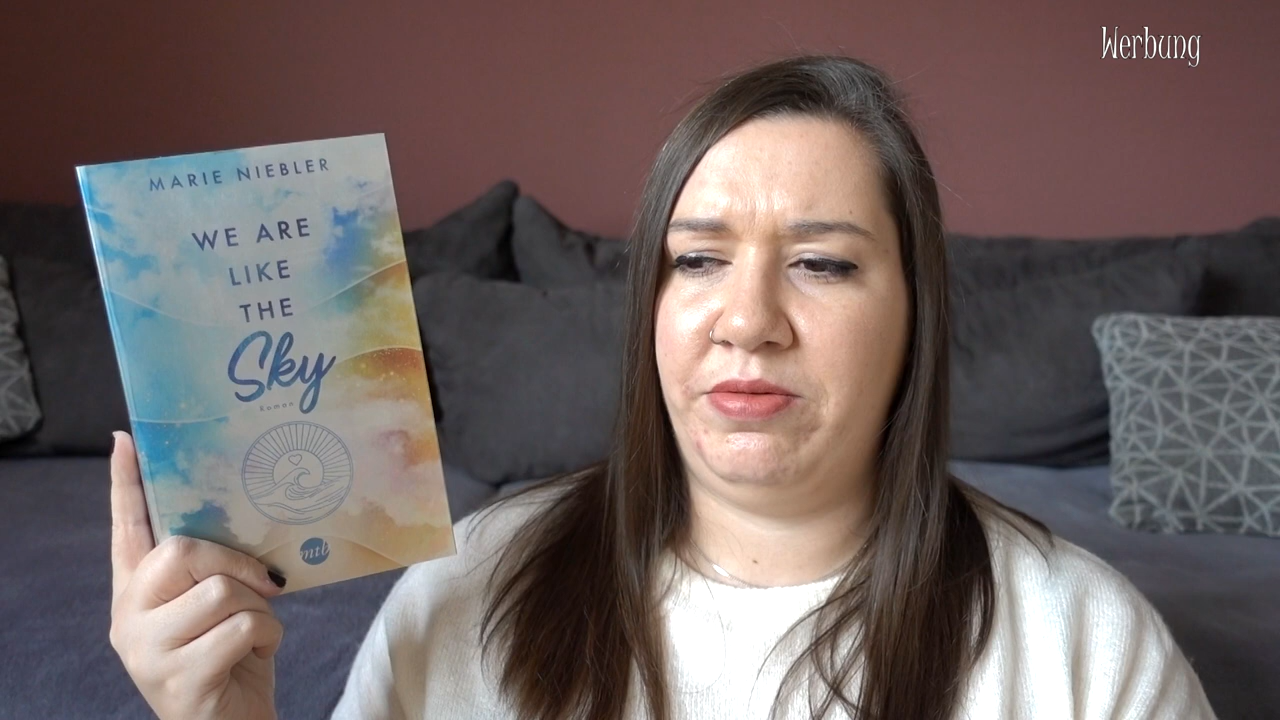 Werbung
MARIE NIEBLER
WE ARE
LIKE
THE
Sky
Roman
mtb